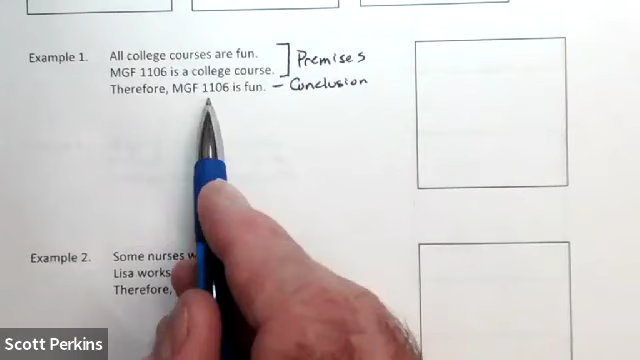 Example 1. All college courses are fun.
MGF 1106 is a college course.
Premises
Therefore, MGF 1106 is fun. — Conclusion
Example 2. Some nurses
Lisa works
Therefore,
Scott Perkins